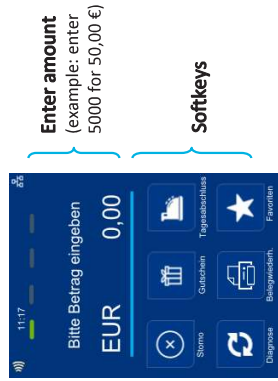 11:17
Bitte Betrag eingeben
EUR 0,00
Storno
Gutschein
Tagesabschluss
Diagnose
Belegwiederh.
Favoriten
Enter amount
(example: enter
5000 for 50,00 €)
Softkeys